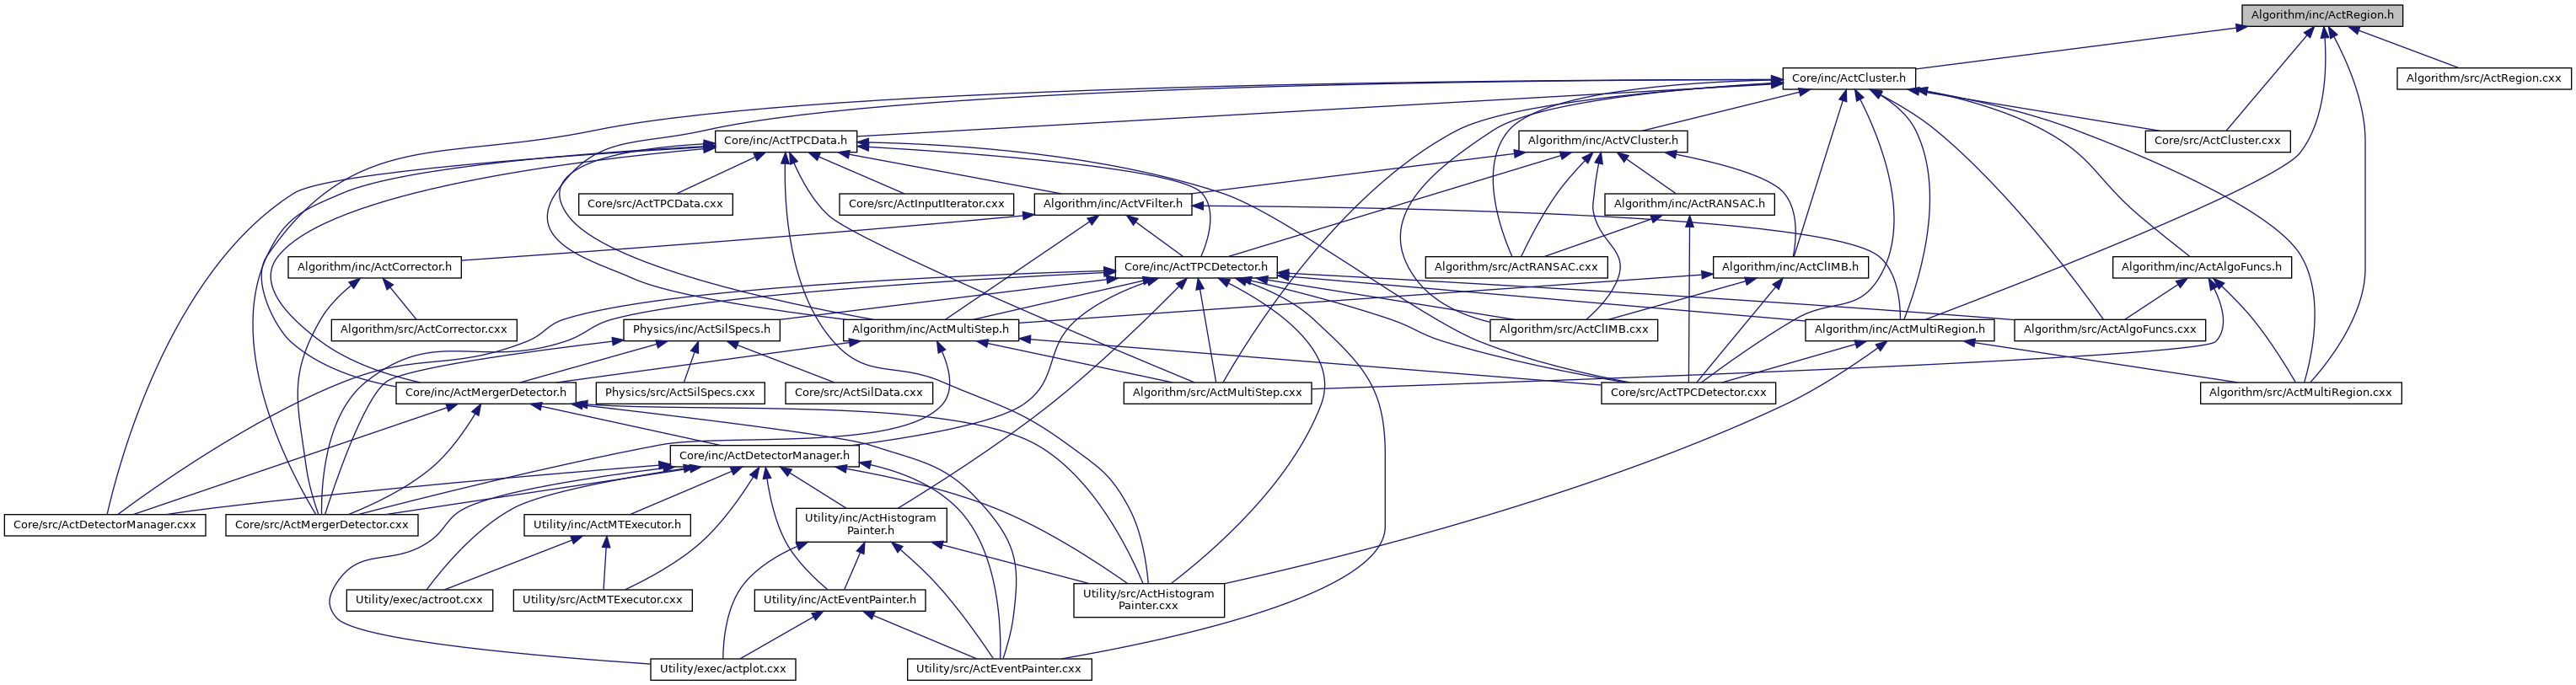 Algorithm/inc/ActRegion.h
Core/inc/ActCluster.h
Algorithm/src/ActRegion.cxx
Core/inc/ActTPCData.h
Algorithm/inc/ActVCluster.h
Core/src/ActCluster.cxx
Core/src/ActTPCData.cxx
Core/src/ActInputIterator.cxx
Algorithm/inc/ActVFilter.h
Algorithm/inc/ActRANSAC.h
Algorithm/inc/ActCorrector.h
Core/inc/ActTPCDetector.h
Algorithm/src/ActRANSAC.cxx
Algorithm/inc/ActClIMB.h
Algorithm/inc/ActAlgoFuncs.h
Algorithm/src/ActCorrector.cxx
Physics/inc/ActSilSpecs.h
Algorithm/inc/ActMultiStep.h
Algorithm/src/ActClIMB.cxx
Algorithm/inc/ActMultiRegion.h
Algorithm/src/ActAlgoFuncs.cxx
Core/inc/ActMergerDetector.h
Physics/src/ActSilSpecs.cxx
Core/src/ActSilData.cxx
Algorithm/src/ActMultiStep.cxx
Core/src/ActTPCDetector.cxx
Algorithm/src/ActMultiRegion.cxx
Core/inc/ActDetectorManager.h
Core/src/ActDetectorManager.cxx
Core/src/ActMergerDetector.cxx
Utility/inc/ActMTExecutor.h
Utility/inc/ActHistogram
Painter.h
Utility/exec/actroot.cxx
Utility/src/ActMTExecutor.cxx
Utility/inc/ActEventPainter.h
Utility/src/ActHistogram
Painter.cxx
Utility/exec/actplot.cxx
Utility/src/ActEventPainter.cxx